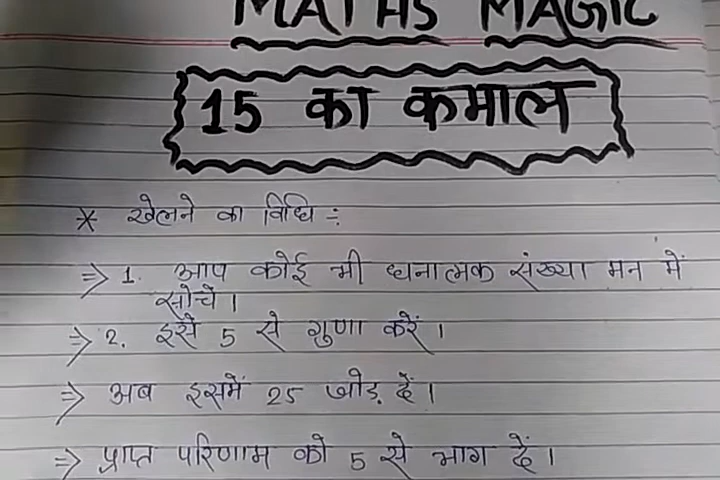 MATHS MAGIC
15 का कमाल
* खेलने का विधि :-
⇒ 1. आप कोई भी धनात्मक संख्या मन में
सोचें।
⇒ 2. इसे 5 से गुणा करें।
⇒ अब इसमें 25 जोड़ दें।
⇒ प्राप्त परिणाम को 5 से भाग दें।